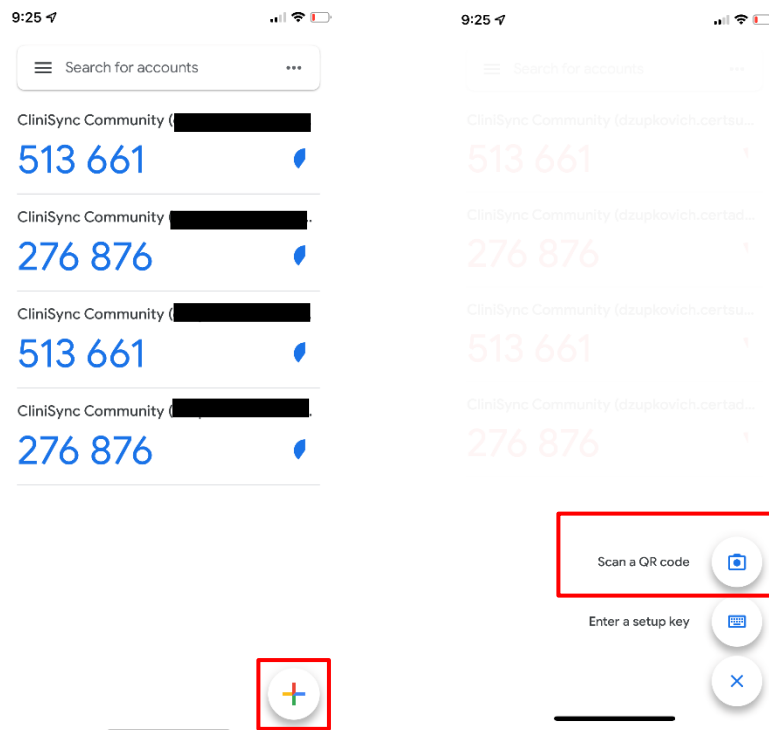 9:25
Search for accounts
CliniSync Community (
513 661
CliniSync Community (
276 876
CliniSync Community (
513 661
CliniSync Community (
276 876
9:25
Search for accounts
CliniSync Community (dzupkovich.certsu...
513 661
CliniSync Community (dzupkovich.certad...
276 876
CliniSync Community (dzupkovich.certsu...
513 661
CliniSync Community (dzupkovich.certad...
276 876
Scan a QR code
Enter a setup key